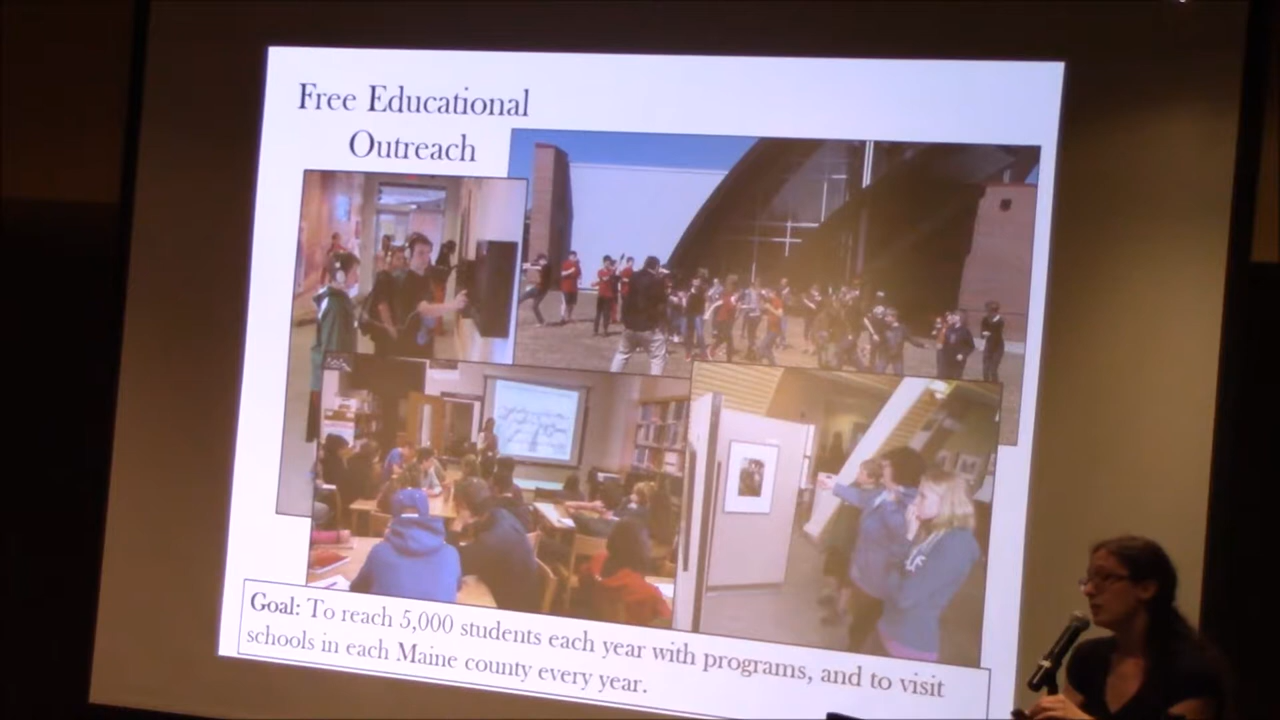 Free Educational
Outreach
Goal: To reach 5,000 students each year with programs, and to visit
schools in each Maine county every year.